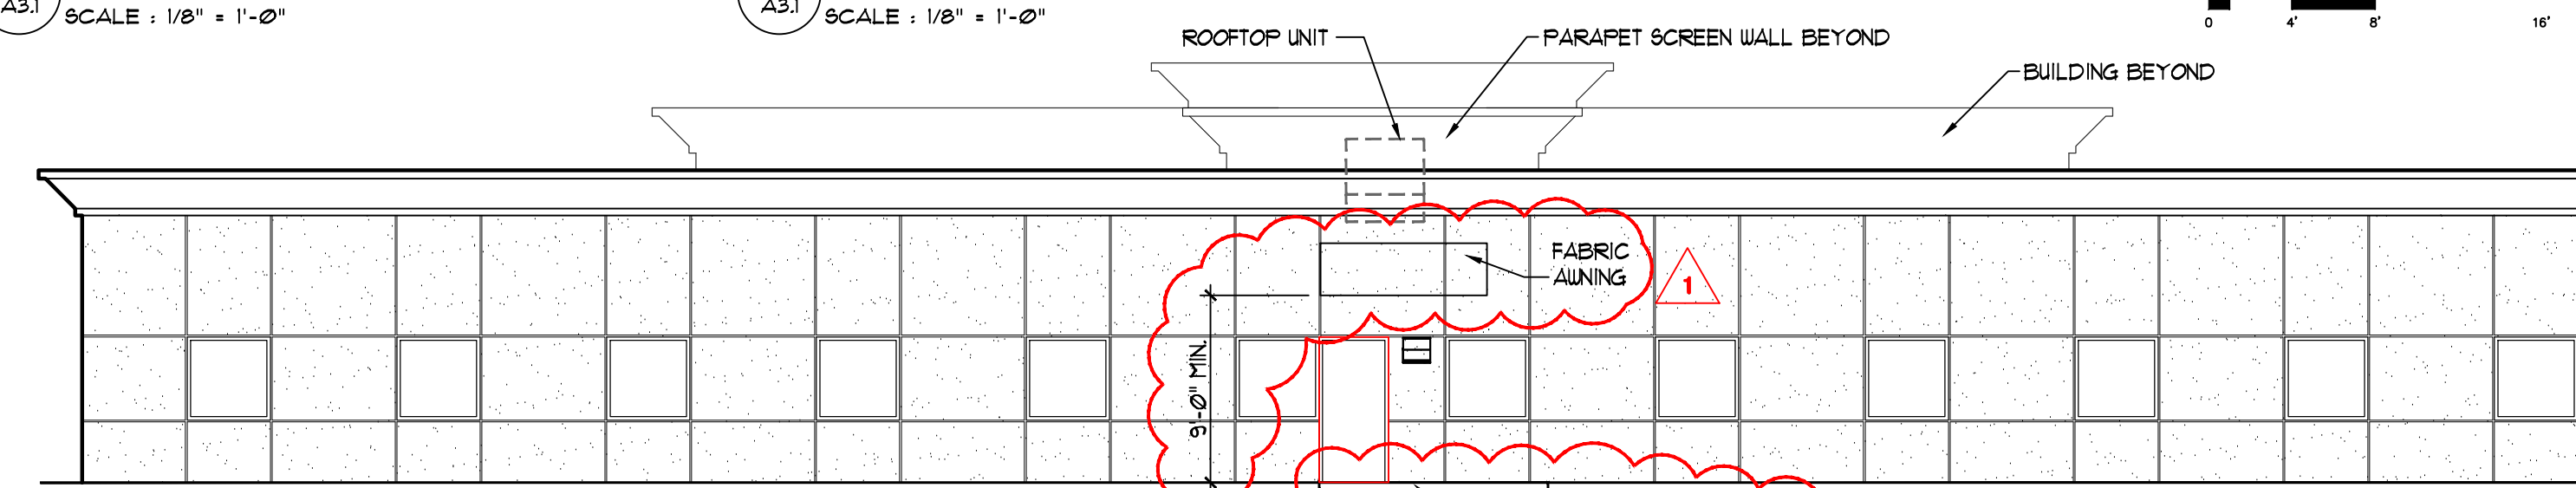 A3.1
SCALE : 1/8" = 1'-0"
A3.1
SCALE : 1/8" = 1'-0"
0 4' 8' 16'
ROOFTOP UNIT
PARAPET SCREEN WALL BEYOND
BUILDING BEYOND
FABRIC
AWNING
1
9'-0" MIN.